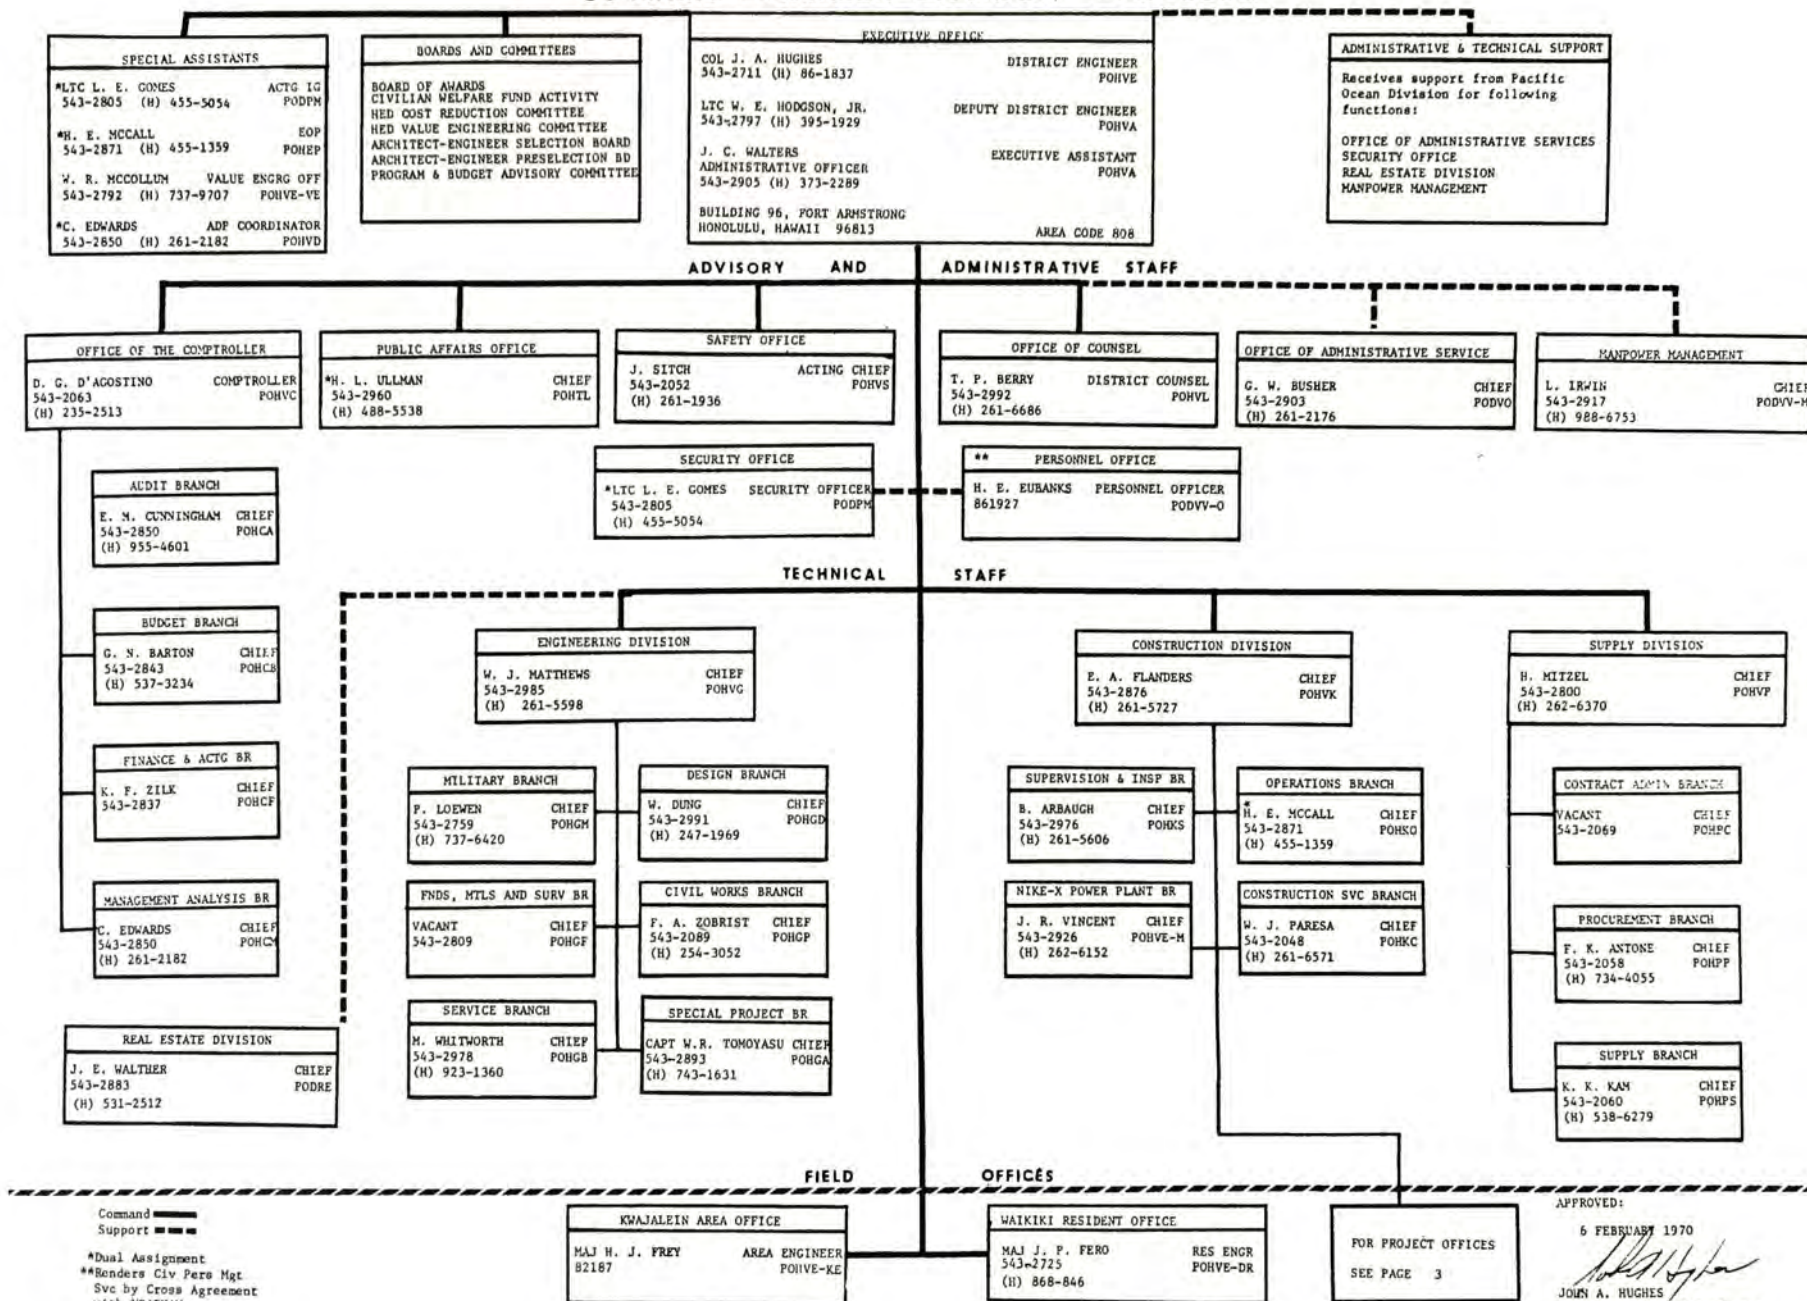 SPECIAL ASSISTANTS
*LTC L. E. GOMES ACTG IG
543-2805 (H) 455-5054 PODPM
*H. E. MCCALL EOP
543-2871 (H) 455-1359 POHEP
W. R. MCCOLLUM VALUE ENGRG OFF
543-2792 (H) 737-9707 POHVE-VE
*C. EDWARDS ADP COORDINATOR
543-2850 (H) 261-2182 POHVD
BOARDS AND COMMITTEES
BOARD OF AWARDS
CIVILIAN WELFARE FUND ACTIVITY
HED COST REDUCTION COMMITTEE
HED VALUE ENGINEERING COMMITTEE
ARCHITECT-ENGINEER SELECTION BOARD
ARCHITECT-ENGINEER PRESELECTION BD
PROGRAM & BUDGET ADVISORY COMMITTEE
EXECUTIVE OFFICE
COL J. A. HUGHES DISTRICT ENGINEER
543-2711 (H) 86-1837 POHVE
LTC W. E. HODGSON, JR. DEPUTY DISTRICT ENGINEER
543-2797 (H) 395-1929 POHVA
J. C. WALTERS EXECUTIVE ASSISTANT
ADMINISTRATIVE OFFICER POHVA
543-2905 (H) 373-2289
BUILDING 96, FORT ARMSTRONG
HONOLULU, HAWAII 96813 AREA CODE 808
ADMINISTRATIVE & TECHNICAL SUPPORT
Receives support from Pacific
Ocean Division for following
functions:
OFFICE OF ADMINISTRATIVE SERVICES
SECURITY OFFICE
REAL ESTATE DIVISION
MANPOWER MANAGEMENT
ADVISORY AND ADMINISTRATIVE STAFF
OFFICE OF THE COMPTROLLER
D. G. D'AGOSTINO COMPTROLLER
543-2063 POHVC
(H) 235-2513
PUBLIC AFFAIRS OFFICE
*H. L. ULLMAN CHIEF
543-2960 POHTL
(H) 488-5538
SAFETY OFFICE
J. SITCH ACTING CHIEF
543-2052 POHVS
(H) 261-1936
OFFICE OF COUNSEL
T. P. BERRY DISTRICT COUNSEL
543-2992 POHVL
(H) 261-6686
OFFICE OF ADMINISTRATIVE SERVICE
G. W. BUSHER CHIEF
543-2903 PODVO
(H) 261-2176
MANPOWER MANAGEMENT
L. IRWIN CHIEF
543-2917 PODVV-M
(H) 988-6753
SECURITY OFFICE
*LTC L. E. GOMES SECURITY OFFICER
543-2805 PODPM
(H) 455-5054
** PERSONNEL OFFICE
H. E. EUBANKS PERSONNEL OFFICER
861927 PODVV-O
AUDIT BRANCH
E. M. CUNNINGHAM CHIEF
543-2850 POHCA
(H) 955-4601
BUDGET BRANCH
G. N. BARTON CHIEF
543-2843 POHCB
(H) 537-3234
FINANCE & ACTG BR
K. F. ZILK CHIEF
543-2837 POHCF
MANAGEMENT ANALYSIS BR
C. EDWARDS CHIEF
543-2850 POHCM
(H) 261-2182
REAL ESTATE DIVISION
J. E. WALTHER CHIEF
543-2883 PODRE
(H) 531-2512
TECHNICAL STAFF
ENGINEERING DIVISION
W. J. MATTHEWS CHIEF
543-2985 POHVG
(H) 261-5598
MILITARY BRANCH
P. LOEWEN CHIEF
543-2759 POHGM
(H) 737-6420
DESIGN BRANCH
W. DUNG CHIEF
543-2991 POHGD
(H) 247-1969
FNDS, MTLS AND SURV BR
VACANT CHIEF
543-2809 POHGF
CIVIL WORKS BRANCH
F. A. ZOBRIST CHIEF
543-2089 POHGP
(H) 254-3052
SERVICE BRANCH
M. WHITWORTH CHIEF
543-2978 POHGB
(H) 923-1360
SPECIAL PROJECT BR
CAPT W.R. TOMOYASU CHIEF
543-2893 POHGA
(H) 743-1631
CONSTRUCTION DIVISION
E. A. FLANDERS CHIEF
543-2876 POHVK
(H) 261-5727
SUPERVISION & INSP BR
B. ARBAUGH CHIEF
543-2976 POHKS
(H) 261-5606
OPERATIONS BRANCH
*
H. E. MCCALL CHIEF
543-2871 POHKO
(H) 455-1359
NIKE-X POWER PLANT BR
J. R. VINCENT CHIEF
543-2926 POHVE-M
(H) 262-6152
CONSTRUCTION SVC BRANCH
W. J. PARESA CHIEF
543-2048 POHKC
(H) 261-6571
SUPPLY DIVISION
H. MITZEL CHIEF
543-2800 POHVP
(H) 262-6370
CONTRACT ADMIN BRANCH
VACANT CHIEF
543-2069 POHPC
PROCUREMENT BRANCH
F. K. ANTONE CHIEF
543-2058 POHPP
(H) 734-4055
SUPPLY BRANCH
K. K. KAM CHIEF
543-2060 POHPS
(H) 538-6279
FIELD OFFICES
Command
Support
*Dual Assignment
**Renders Civ Pers Mgt
Svc by Cross Agreement
KWAJALEIN AREA OFFICE
MAJ H. J. FREY AREA ENGINEER
82187 POHVE-KE
WAIKIKI RESIDENT OFFICE
MAJ J. P. FERO RES ENGR
543-2725 POHVE-DR
(H) 868-846
FOR PROJECT OFFICES
SEE PAGE 3
APPROVED:
6 FEBRUARY 1970
JOHN A. HUGHES